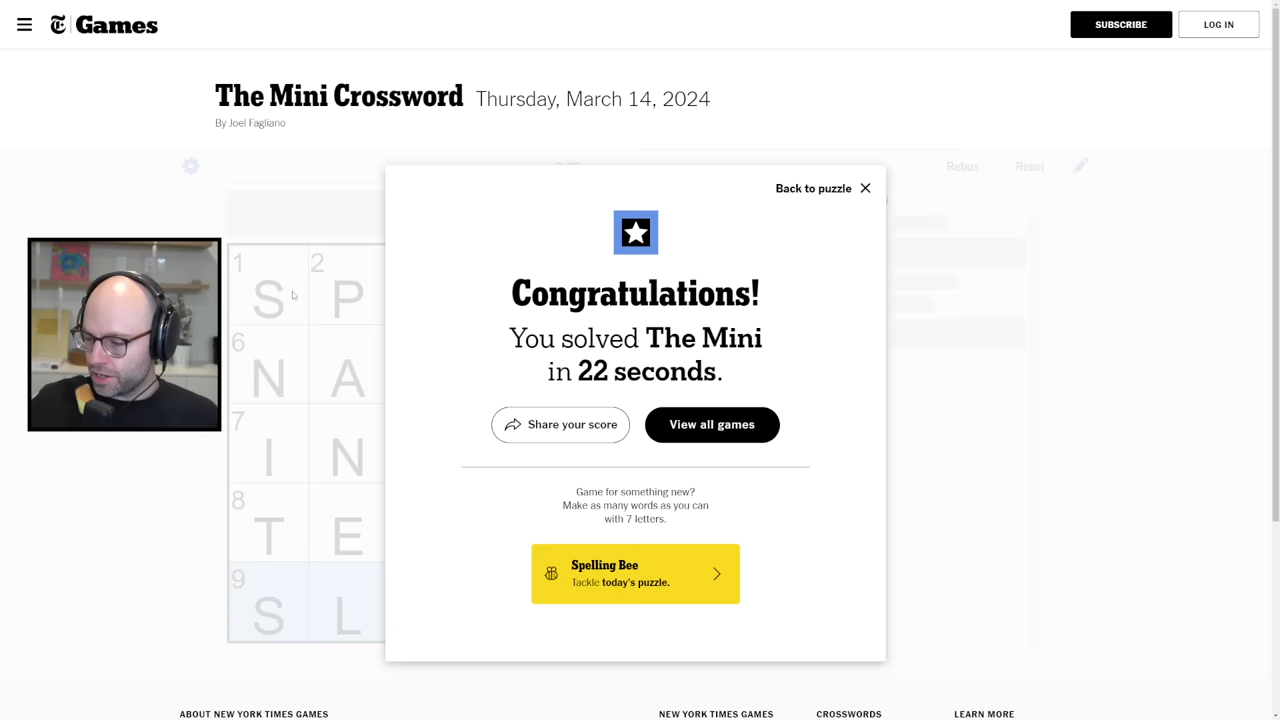 Games
SUBSCRIBE
LOG IN
The Mini Crossword Thursday, March 14, 2024
By Joel Fagliano
Rebus
Reset
Back to puzzle
Congratulations!
You solved The Mini
in 22 seconds.
Share your score
View all games
Game for something new?
Make as many words as you can
with 7 letters.
Spelling Bee
Tackle today's puzzle.
1 2
S P
6
N A
7
I N
8
T E
9
S L
ABOUT NEW YORK TIMES GAMES
NEW YORK TIMES GAMES
CROSSWORDS
LEARN MORE